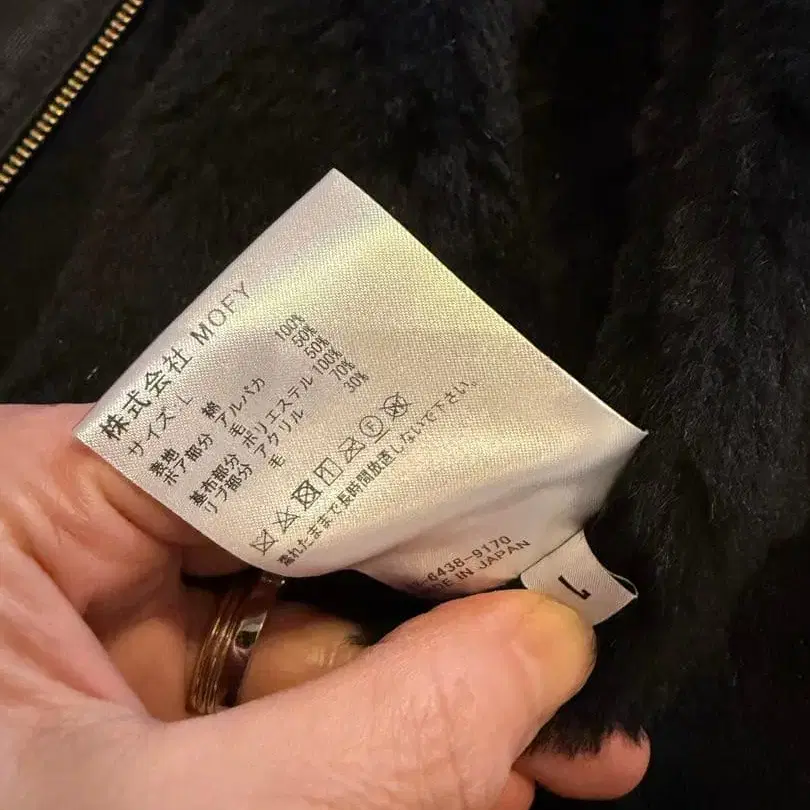 株式会社 MOFY
サイズ:L
表地 綿 100%
ボア部分 アルパカ 50%
毛 50%
基布部分 ポリエステル 100%
リブ部分 アクリル 70%
毛 30%
濡れたままで長時間放置しないで下さい。
-6438-9170
DE IN JAPAN
L